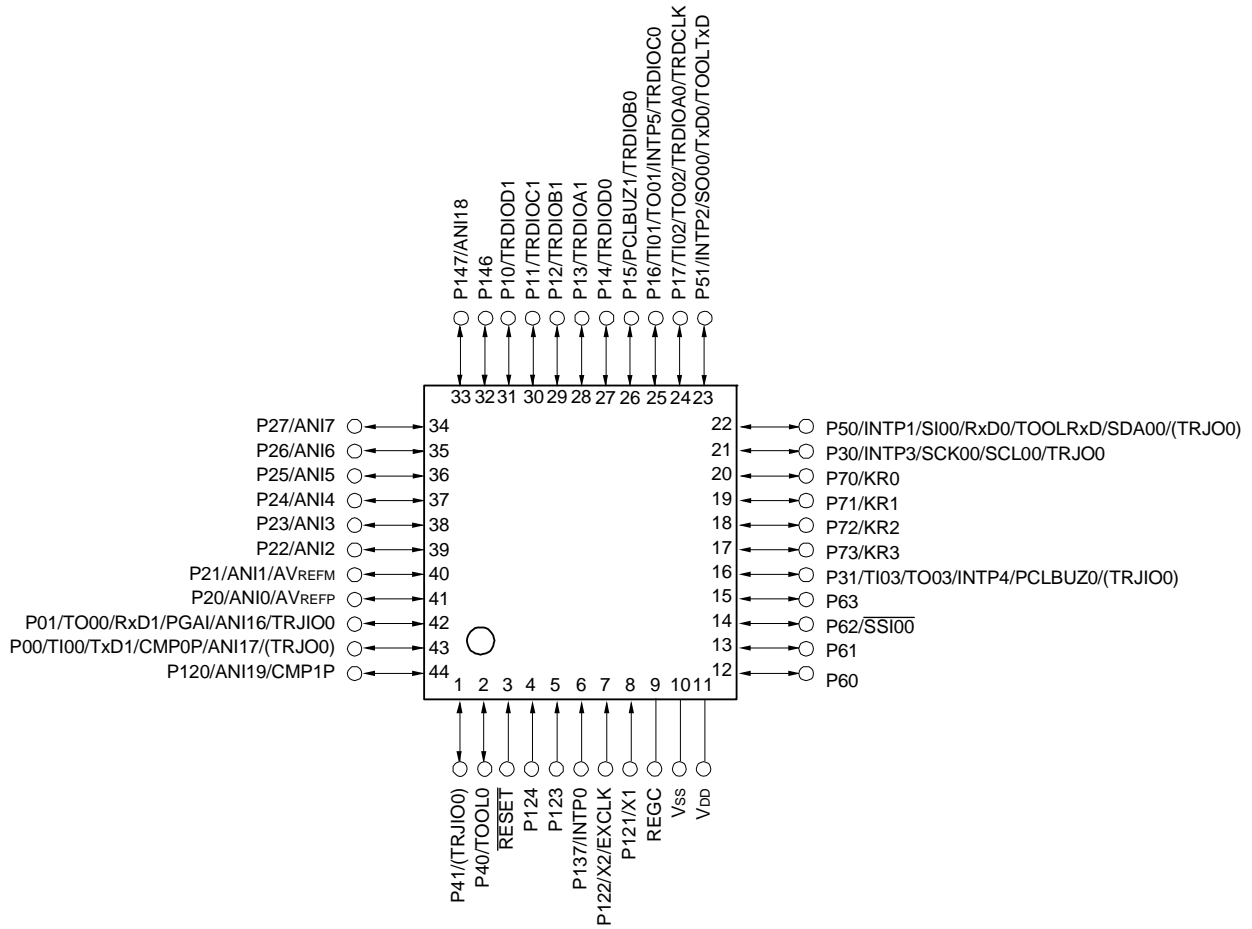 P147/ANI18
P146
P10/TRDIOD1
P11/TRDIOC1
P12/TRDIOB1
P13/TRDIOA1
P14/TRDIOD0
P15/PCLBUZ1/TRDIOB0
P16/TI01/TO01/INTP5/TRDIOC0
P17/TI02/TO02/TRDIOA0/TRDCLK
P51/INTP2/SO00/TxD0/TOOLTxD
33 32 31 30 29 28 27 26 25 24 23
P27/ANI7 34
P26/ANI6 35
P25/ANI5 36
P24/ANI4 37
P23/ANI3 38
P22/ANI2 39
P21/ANI1/AVREFM 40
P20/ANI0/AVREFP 41
P01/TO00/RxD1/PGAI/ANI16/TRJIO0 42
P00/TI00/TxD1/CMP0P/ANI17/(TRJO0) 43
P120/ANI19/CMP1P 44
22 P50/INTP1/SI00/RxD0/TOOLRxD/SDA00/(TRJO0)
21 P30/INTP3/SCK00/SCL00/TRJO0
20 P70/KR0
19 P71/KR1
18 P72/KR2
17 P73/KR3
16 P31/TI03/TO03/INTP4/PCLBUZ0/(TRJIO0)
15 P63
14 P62/SSI00
13 P61
12 P60
1 2 3 4 5 6 7 8 9 10 11
P41/(TRJIO0)
P40/TOOL0
RESET
P124
P123
P137/INTP0
P122/X2/EXCLK
P121/X1
REGC
VSS
VDD